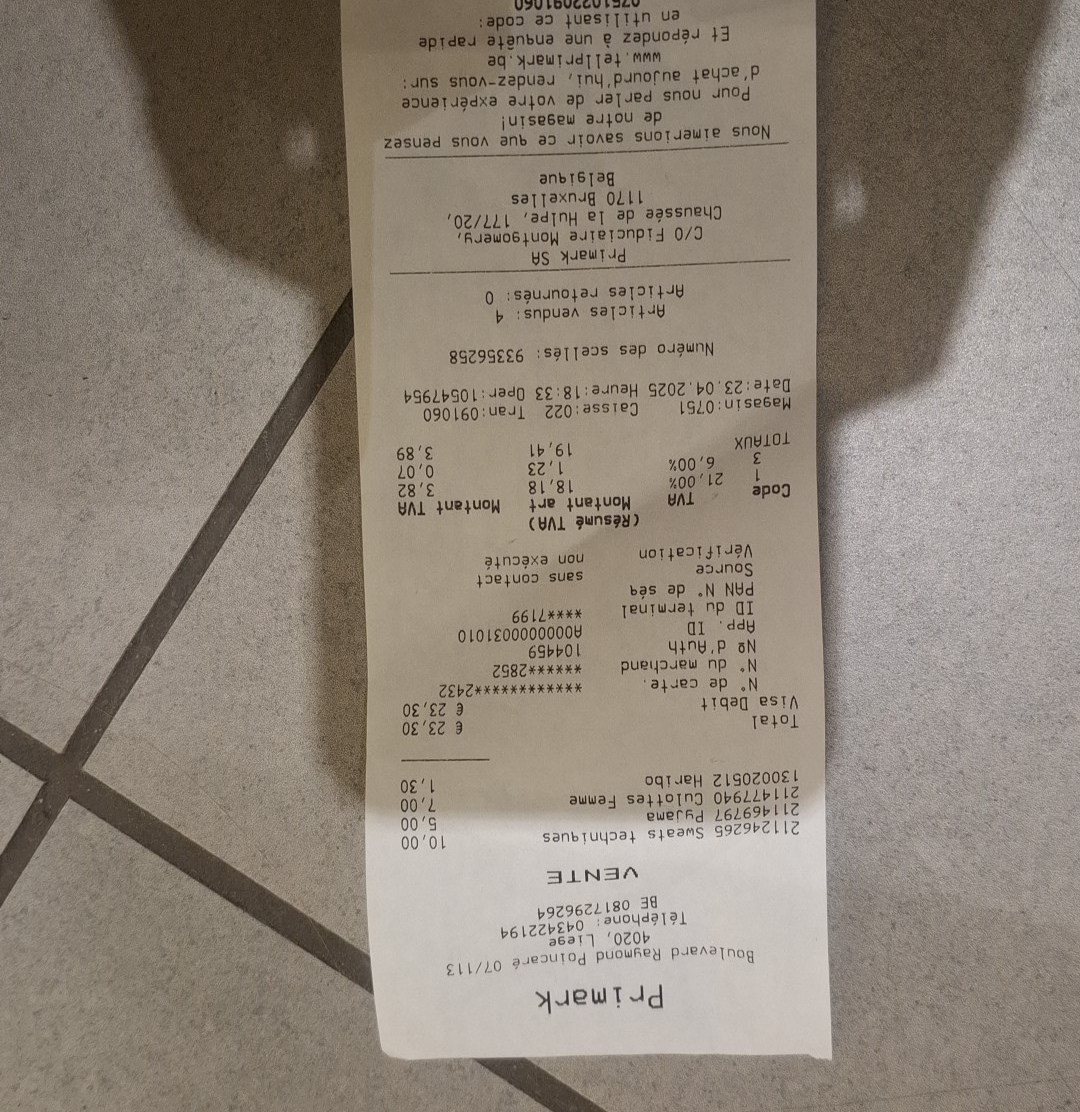 Primark
Boulevard Raymond Poincaré 07/113
4020, Liege
Téléphone: 043422194
BE 0817296264
VENTE
211246265 Sweats techniques 10,00
211469797 Pyjama 5,00
211477940 Culottes Femme 7,00
130020512 Haribo 1,30
Total € 23,30
Visa Debit € 23,30
N° de carte. ************2432
N° du marchand *******2852
Nº d'Auth 104459
App. ID A0000000031010
ID du terminal ****7199
PAN N° de séq
Source sans contact
Vérification non exécuté
(Résumé TVA)
Code TVA Montant art Montant TVA
1 21,00% 18,18 3,82
3 6,00% 1,23 0,07
TOTAUX 19,41 3,89
Magasin:0751 Caisse:022 Tran:091060
Date:23.04.2025 Heure:18:33 Oper:10547954
Numéro des scellés: 93356258
Articles vendus: 4
Articles retournés: 0
Primark SA
C/O Fiduciaire Montgomery,
Chaussée de la Hulpe, 177/20,
1170 Bruxelles
Belgique
Nous aimerions savoir ce que vous pensez
de notre magasin!
Pour nous parler de votre expérience
d'achat aujourd'hui, rendez-vous sur:
www.tellprimark.be
Et répondez à une enquête rapide
en utilisant ce code: